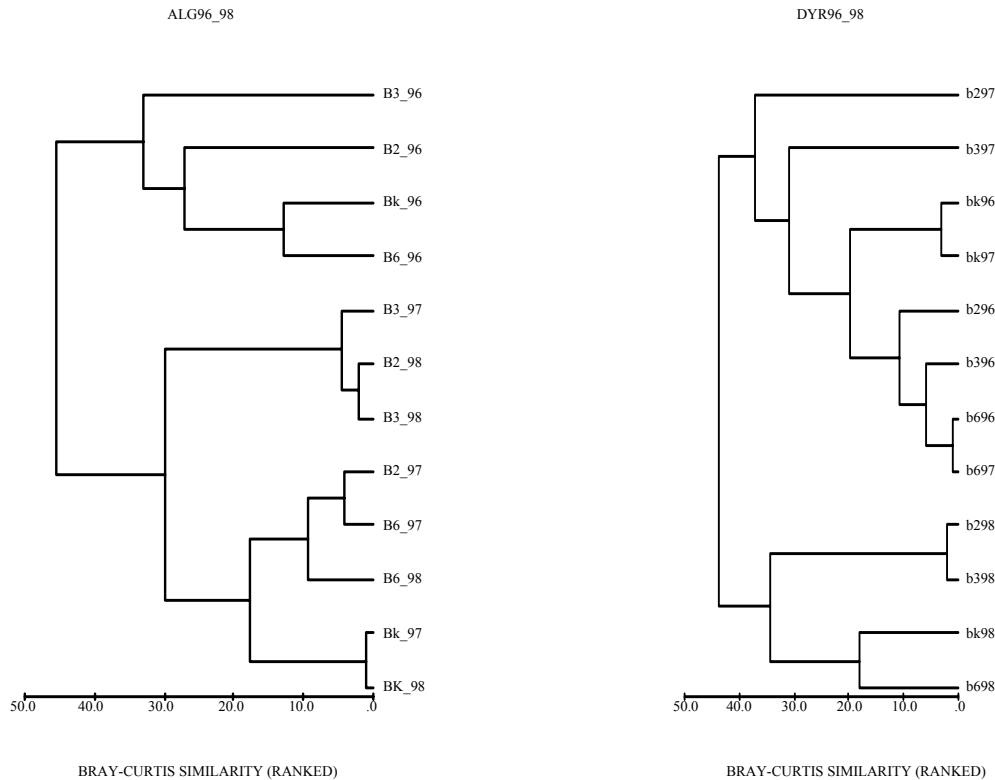 ALG96_98
B3_96
B2_96
Bk_96
B6_96
B3_97
B2_98
B3_98
B2_97
B6_97
B6_98
Bk_97
BK_98
50.0 40.0 30.0 20.0 10.0 .0
BRAY-CURTIS SIMILARITY (RANKED)
DYR96_98
b297
b397
bk96
bk97
b296
b396
b696
b697
b298
b398
bk98
b698
50.0 40.0 30.0 20.0 10.0 .0
BRAY-CURTIS SIMILARITY (RANKED)